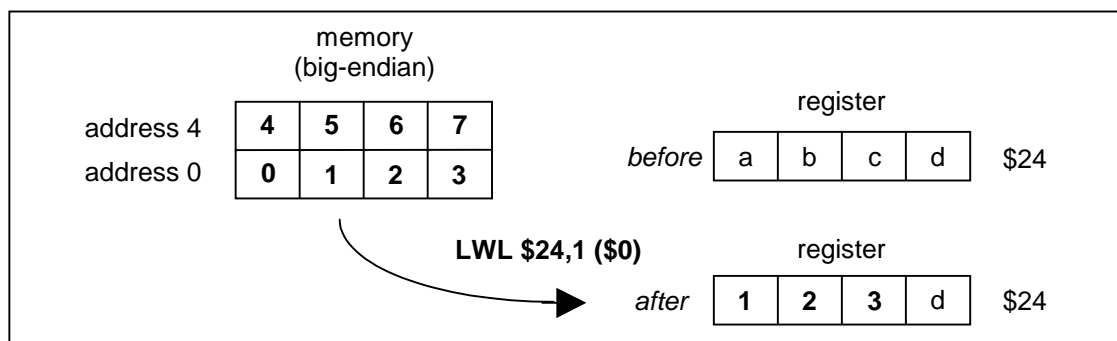 memory
(big-endian)
address 4 4 5 6 7
address 0 0 1 2 3
register
before a b c d $24
LWL $24,1 ($0)
register
after 1 2 3 d $24